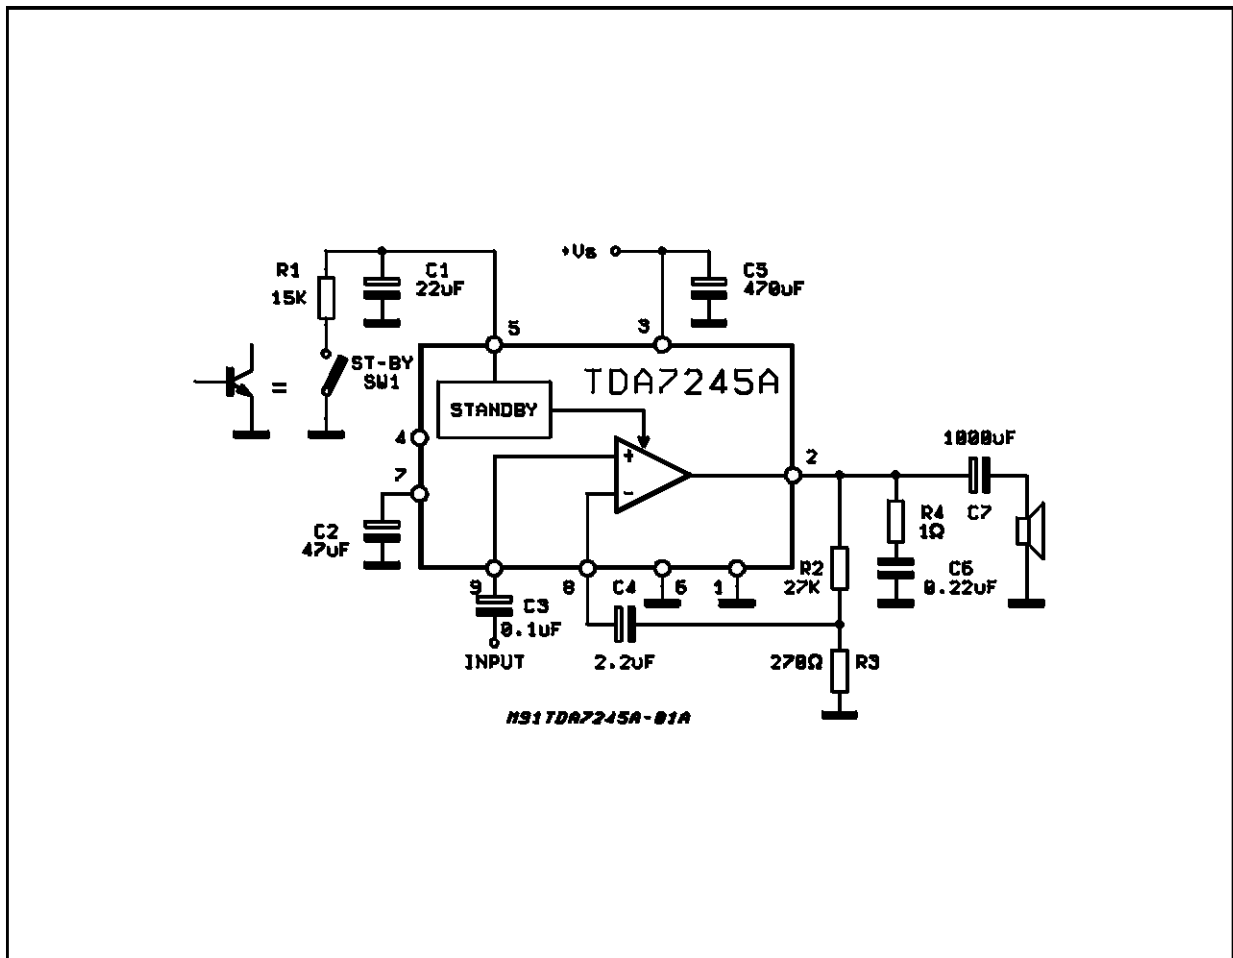 R1
15K
C1
22uF
+Vs
C5
470uF
5
3
ST-BY
SW1
=
TDA7245A
STANDBY
4
7
+
-
2
1000uF
C7
C2
47uF
R4
1Ω
R2
27K
C6
0.22uF
9
8
C4
6
1
C3
0.1uF
INPUT
2.2uF
270Ω
R3
M91TDA7245A-01A